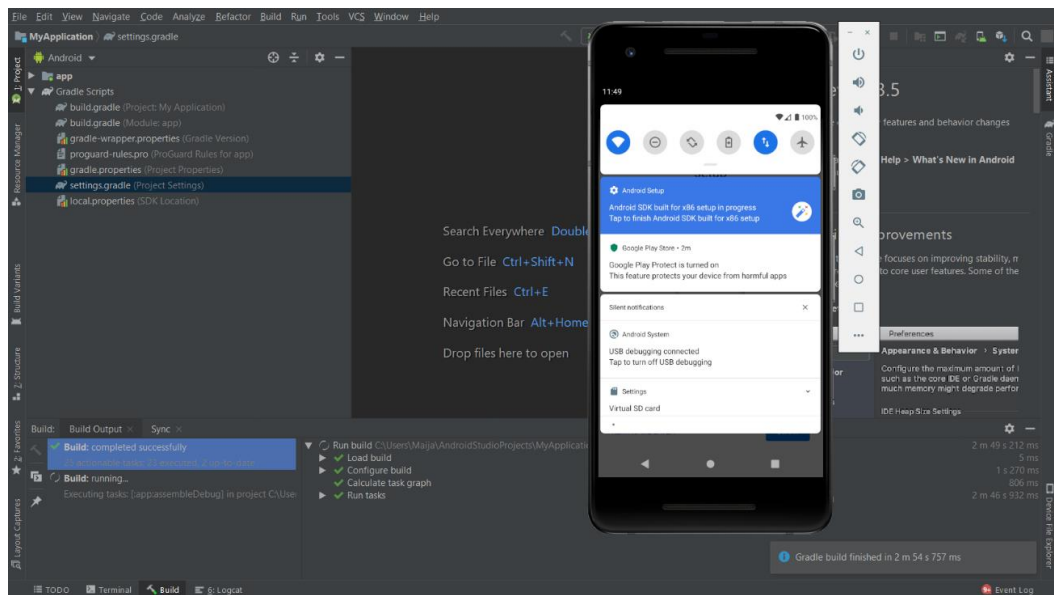 File Edit View Navigate Code Analyze Refactor Build Run Tools VCS Window Help
MyApplication settings.gradle
1: Project
Resource Manager
Build Variants
7: Structure
2: Favorites
Layout Captures
Android
app
Gradle Scripts
build.gradle (Project: My Application)
build.gradle (Module: app)
gradle-wrapper.properties (Gradle Version)
proguard-rules.pro (ProGuard Rules for app)
gradle.properties (Project Properties)
settings.gradle (Project Settings)
local.properties (SDK Location)
Search Everywhere Double
Go to File Ctrl+Shift+N
Recent Files Ctrl+E
Navigation Bar Alt+Home
Drop files here to open
11:49
100%
Android Setup
Android SDK built for x86 setup in progress
Tap to finish Android SDK built for x86 setup
Google Play Store • 2m
Google Play Protect is turned on
This feature protects your device from harmful apps
Silent notifications
Android System
USB debugging connected
Tap to turn off USB debugging
Settings
Virtual SD card
3.5
features and behavior changes
Help > What's New in Android
provements
focuses on improving stability,
to core user features. Some of the
Preferences
Appearance & Behavior > System
Configure the maximum amount of
such as the core IDE or Gradle daem
much memory might degrade perfor
IDE Heap Size Settings
Assistant
Gradle
Device File Explorer
Build: Build Output Sync
Build: completed successfully
Build: running...
Executing tasks: [:app:assembleDebug] in project C:\User
Run build C:\Users\Maija\AndroidStudioProjects\MyApplicatio
Load build
Configure build
Calculate task graph
Run tasks
2 m 49 s 212 ms
5 ms
1 s 270 ms
806 ms
2 m 46 s 932 ms
Gradle build finished in 2 m 54 s 757 ms
TODO Terminal Build 6: Logcat
Event Log